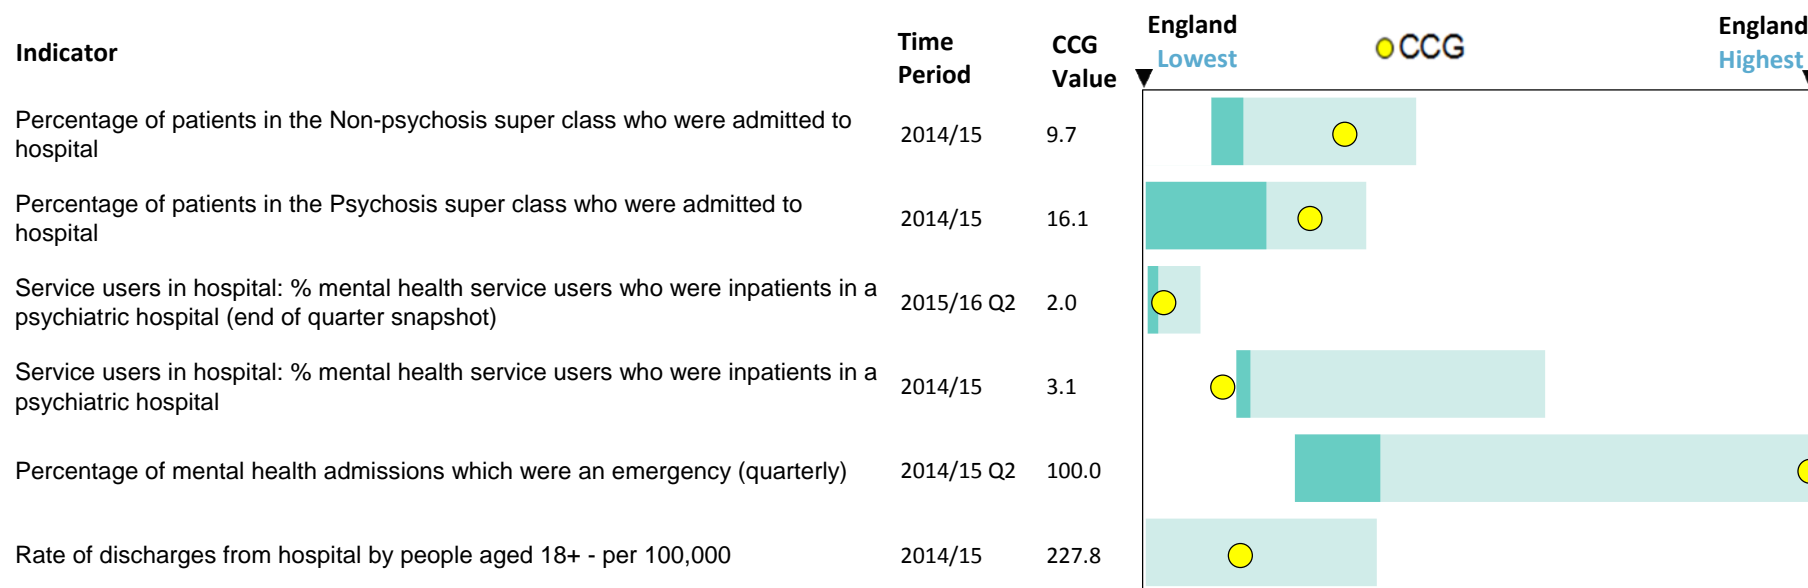 Indicator
Time Period
CCG Value
England Lowest
CCG
England Highest
Percentage of patients in the Non-psychosis super class who were admitted to
hospital
2014/15 9.7
Percentage of patients in the Psychosis super class who were admitted to
hospital
2014/15 16.1
Service users in hospital: % mental health service users who were inpatients in a
psychiatric hospital (end of quarter snapshot)
2015/16 Q2 2.0
Service users in hospital: % mental health service users who were inpatients in a
psychiatric hospital
2014/15 3.1
Percentage of mental health admissions which were an emergency (quarterly) 2014/15 Q2 100.0
Rate of discharges from hospital by people aged 18+ - per 100,000 2014/15 227.8